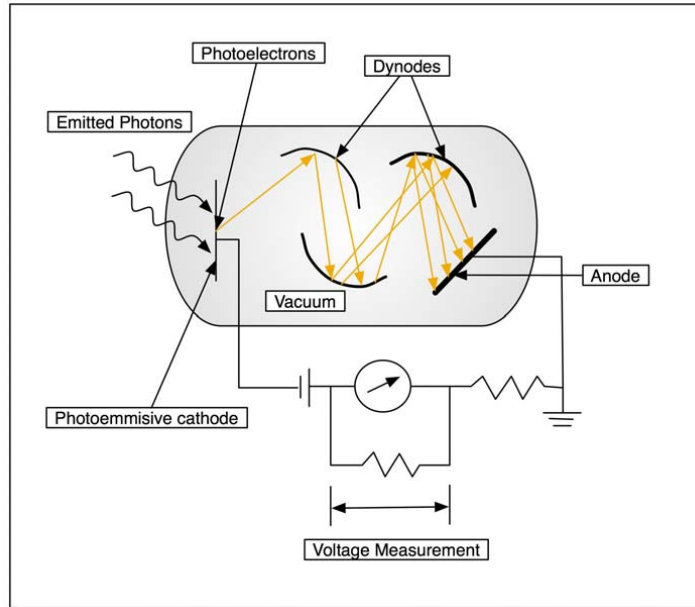 Photoelectrons
Dynodes
Emitted Photons
Vacuum
Anode
Photoemmisive cathode
Voltage Measurement